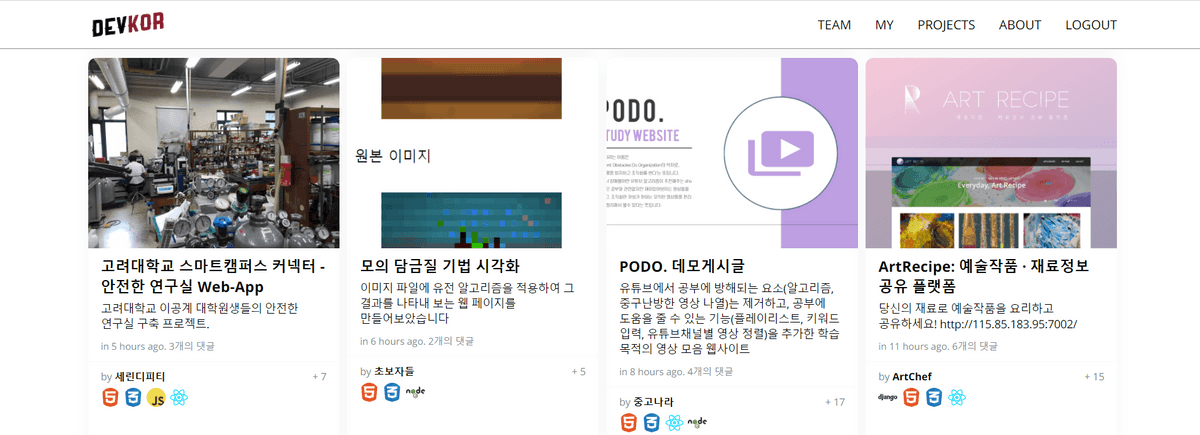 DEVKOR
TEAM
MY
PROJECTS
ABOUT
LOGOUT
고려대학교 스마트캠퍼스 커넥터 -
안전한 연구실 Web-App
고려대학교 이공계 대학원생들의 안전한
연구실 구축 프로젝트.
in 5 hours ago. 3개의 댓글
by 세린디피티
+ 7
JS
원본 이미지
모의 담금질 기법 시각화
이미지 파일에 유전 알고리즘을 적용하여 그
결과를 나타내 보는 웹 페이지를
만들어보았습니다
in 6 hours ago. 2개의 댓글
by 초보자들
+ 5
node
PODO.
TUDY WEBSITE
PODO. 데모게시글
유튜브에서 공부에 방해되는 요소(알고리즘,
중구난방한 영상 나열)는 제거하고, 공부에
도움을 줄 수 있는 기능(플레이리스트, 키워드
입력, 유튜브채널별 영상 정렬)을 추가한 학습
목적의 영상 모음 웹사이트
in 8 hours ago. 4개의 댓글
by 중고나라
+ 17
node
ART RECIPE
Everyday, Art Recipe
ArtRecipe: 예술작품 · 재료정보
공유 플랫폼
당신의 재료로 예술작품을 요리하고
공유하세요! http://115.85.183.95:7002/
in 11 hours ago. 6개의 댓글
by ArtChef
+ 15
django